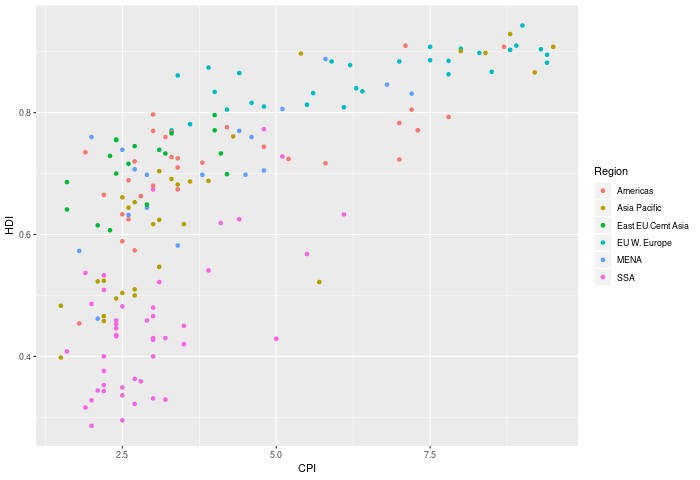 HDI
0.8
0.6
0.4
2.5
5.0
7.5
CPI
Region
Americas
Asia Pacific
East EU Cemt Asia
EU W. Europe
MENA
SSA